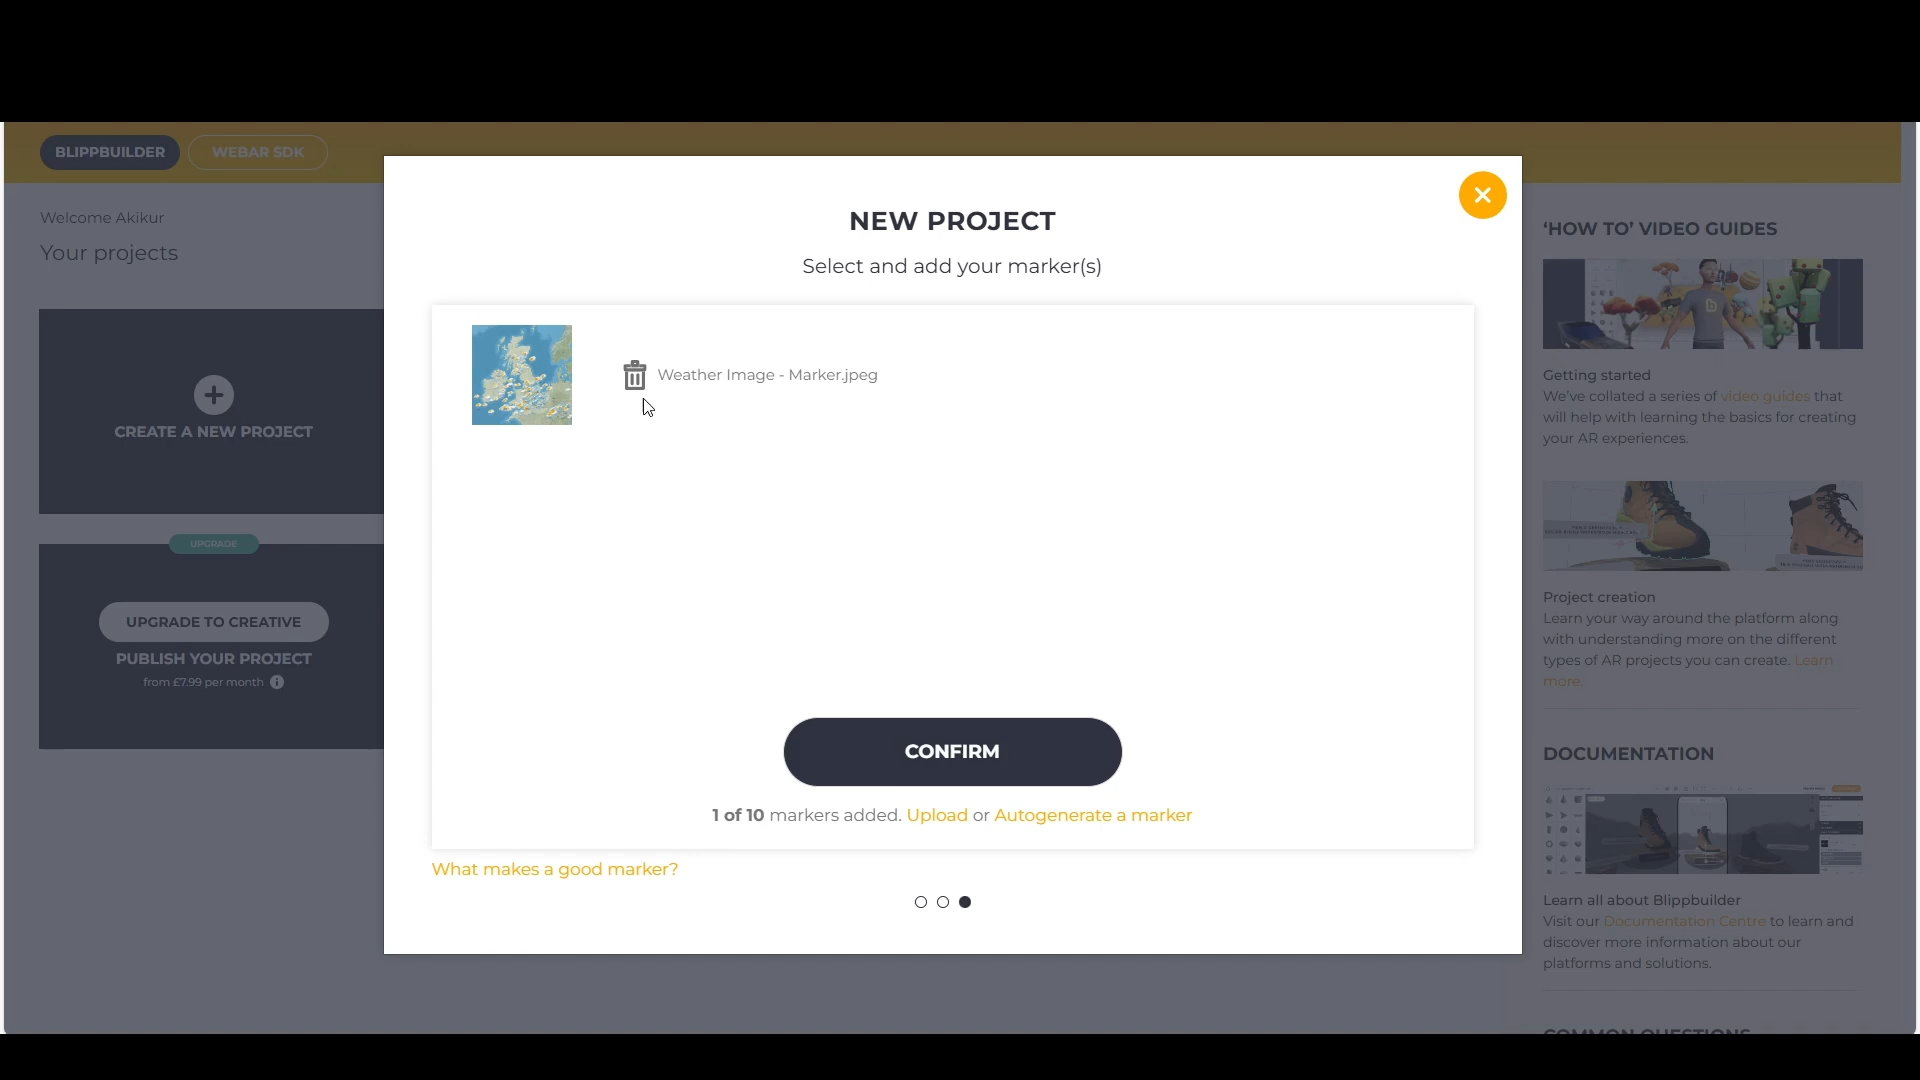 BLIPPBUILDER
WEBAR SDK
Welcome Akikur
Your projects
CREATE A NEW PROJECT
UPGRADE
UPGRADE TO CREATIVE
PUBLISH YOUR PROJECT
from £7.99 per month
NEW PROJECT
Select and add your marker(s)
Weather Image - Marker.jpeg
CONFIRM
1 of 10 markers added. Upload or Autogenerate a marker
What makes a good marker?
‘HOW TO’ VIDEO GUIDES
Getting started
We’ve collated a series of video guides that
will help with learning the basics for creating
your AR experiences.
Project creation
Learn your way around the platform along
with understanding more on the different
types of AR projects you can create. Learn
more.
DOCUMENTATION
Learn all about Blippbuilder
Visit our Documentation Centre to learn and
discover more information about our
platforms and solutions.
COMMON QUESTIONS